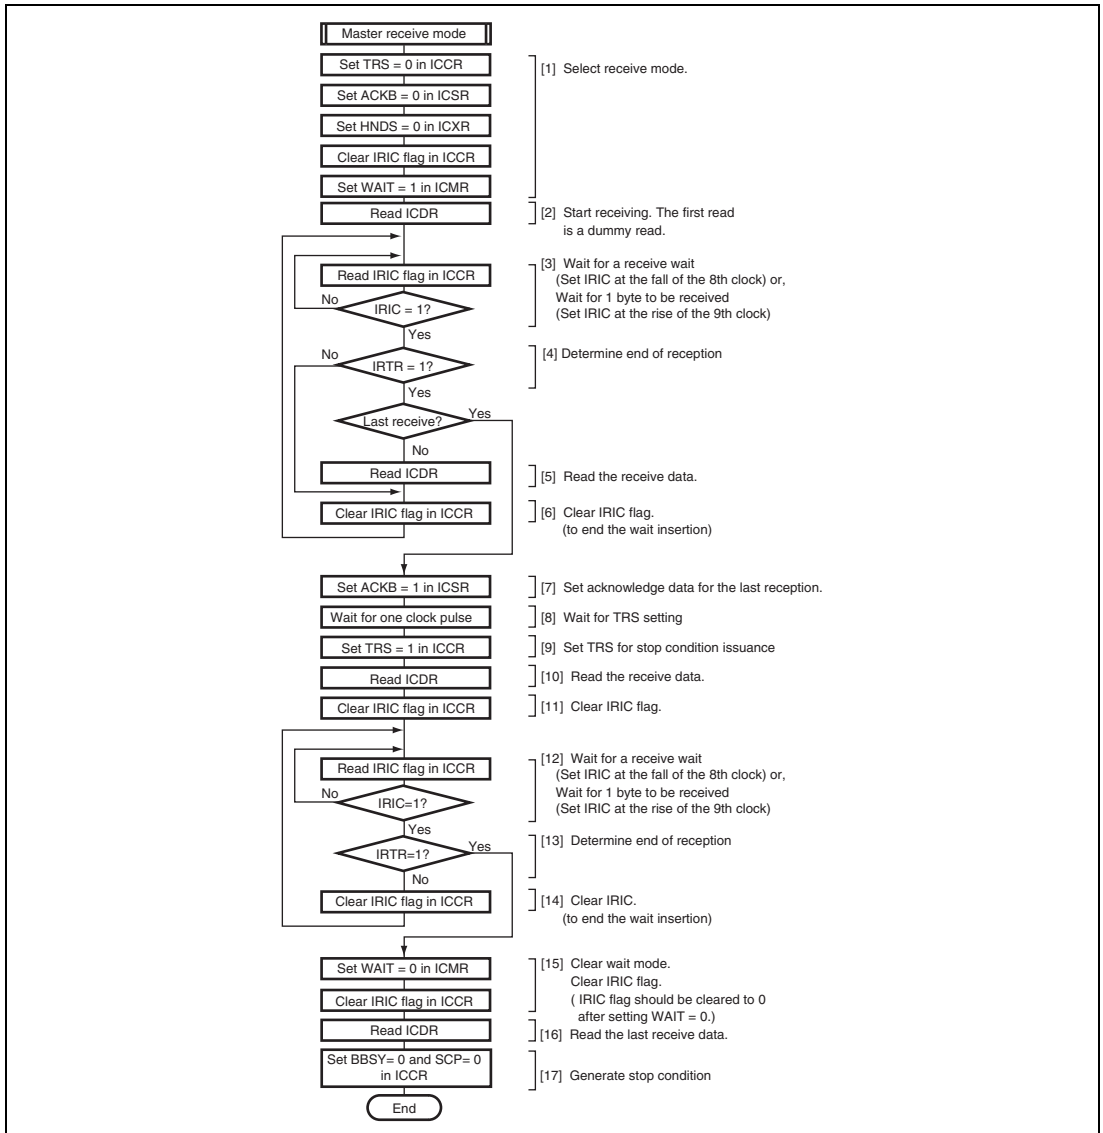 Master receive mode
Set TRS = 0 in ICCR
[1] Select receive mode.
Set ACKB = 0 in ICSR
Set HNDS = 0 in ICXR
Clear IRIC flag in ICCR
Set WAIT = 1 in ICMR
Read ICDR
[2] Start receiving. The first read
is a dummy read.
Read IRIC flag in ICCR
[3] Wait for a receive wait
(Set IRIC at the fall of the 8th clock) or,
Wait for 1 byte to be received
(Set IRIC at the rise of the 9th clock)
No
IRIC = 1?
Yes
No
IRTR = 1?
[4] Determine end of reception
Yes
Last receive?
Yes
No
Read ICDR
[5] Read the receive data.
Clear IRIC flag in ICCR
[6] Clear IRIC flag.
(to end the wait insertion)
Set ACKB = 1 in ICSR
[7] Set acknowledge data for the last reception.
Wait for one clock pulse
[8] Wait for TRS setting
Set TRS = 1 in ICCR
[9] Set TRS for stop condition issuance
Read ICDR
[10] Read the receive data.
Clear IRIC flag in ICCR
[11] Clear IRIC flag.
Read IRIC flag in ICCR
[12] Wait for a receive wait
(Set IRIC at the fall of the 8th clock) or,
Wait for 1 byte to be received
(Set IRIC at the rise of the 9th clock)
No
IRIC=1?
Yes
IRTR=1?
Yes
[13] Determine end of reception
No
Clear IRIC flag in ICCR
[14] Clear IRIC.
(to end the wait insertion)
Set WAIT = 0 in ICMR
[15] Clear wait mode.
Clear IRIC flag.
( IRIC flag should be cleared to 0
after setting WAIT = 0.)
Clear IRIC flag in ICCR
Read ICDR
[16] Read the last receive data.
Set BBSY= 0 and SCP= 0
in ICCR
[17] Generate stop condition
End